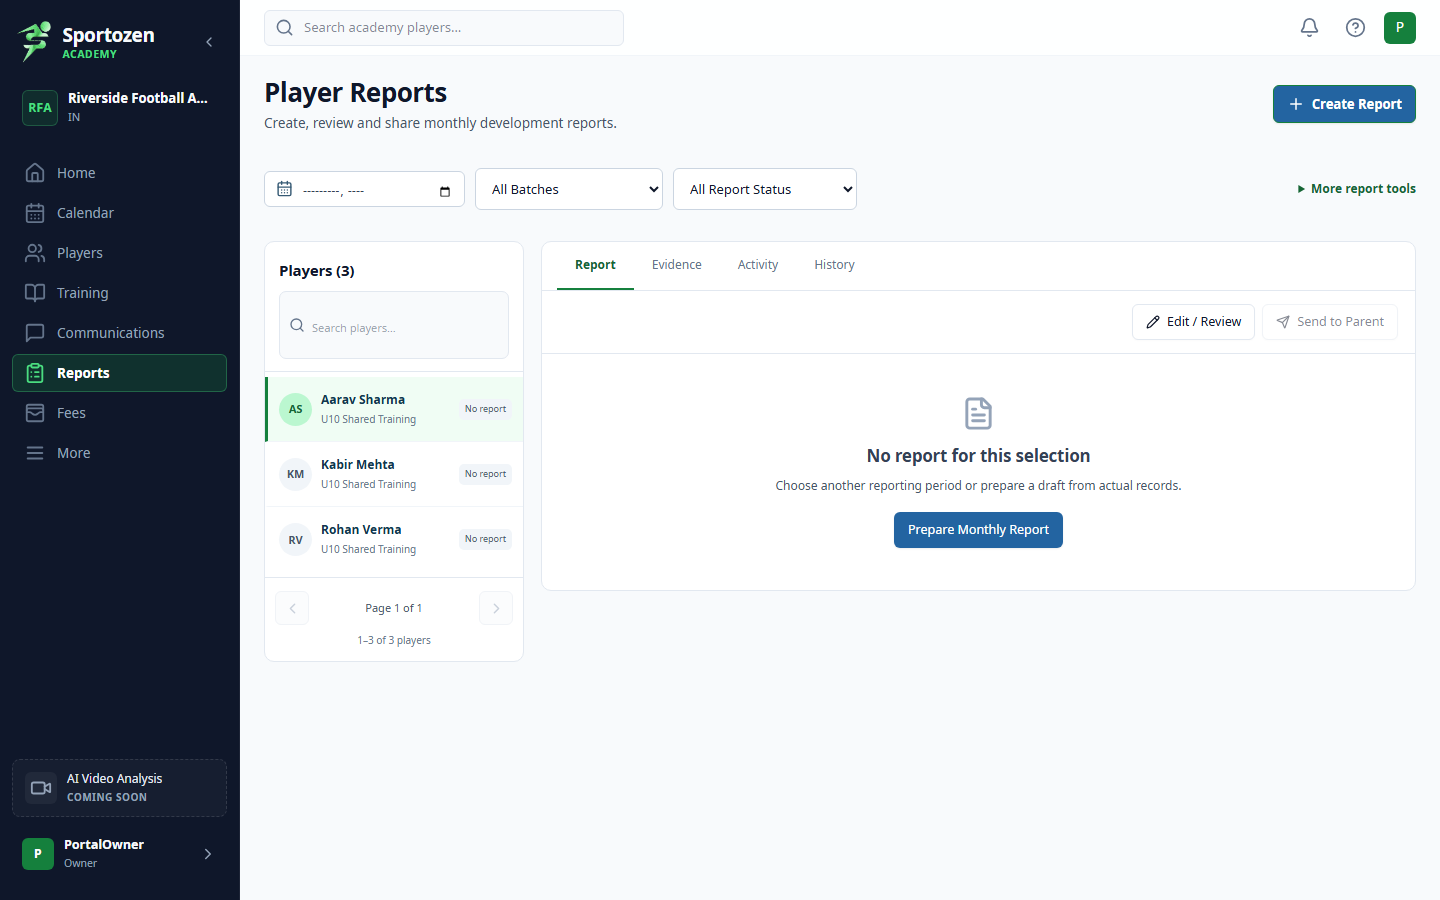 Sportozen
ACADEMY
RFA
Riverside Football A...
IN
Home
Calendar
Players
Training
Communications
Reports
Fees
More
AI Video Analysis
COMING SOON
P
PortalOwner
Owner
Search academy players...
P
Player Reports
Create, review and share monthly development reports.
Create Report
---------, ----
All Batches
All Report Status
More report tools
Players (3)
Search players...
AS
Aarav Sharma
U10 Shared Training
No report
KM
Kabir Mehta
U10 Shared Training
No report
RV
Rohan Verma
U10 Shared Training
No report
Page 1 of 1
1–3 of 3 players
Report
Evidence
Activity
History
Edit / Review
Send to Parent
No report for this selection
Choose another reporting period or prepare a draft from actual records.
Prepare Monthly Report